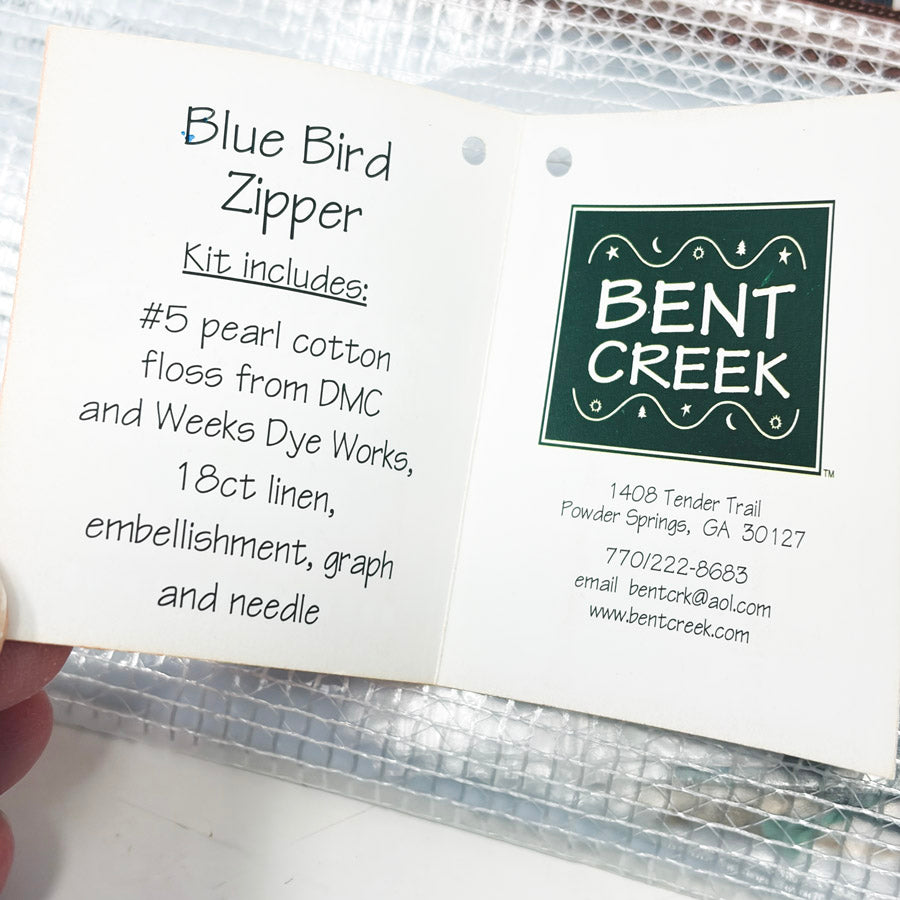 Blue Bird
Zipper
Kit includes:
#5 pearl cotton
floss from DMC
and Weeks Dye Works,
18ct linen,
embellishment, graph
and needle
BENT
CREEK
TM
1408 Tender Trail
Powder Springs, GA 30127
770/222-8683
email bentcrk@aol.com
www.bentcreek.com